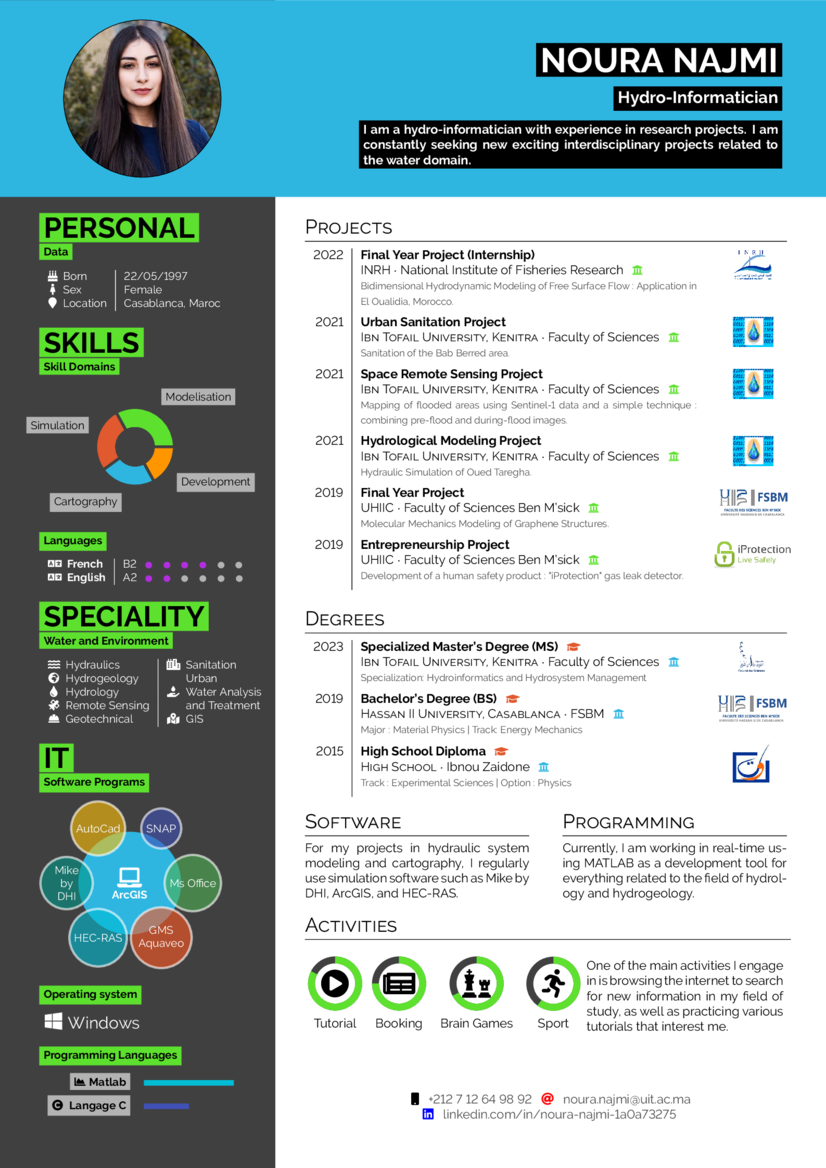 NOURA NAJMI
Hydro-Informatician
I am a hydro-informatician with experience in research projects. I am
constantly seeking new exciting interdisciplinary projects related to
the water domain.
PERSONAL
Data
Born 22/05/1997
Sex Female
Location Casablanca, Maroc
SKILLS
Skill Domains
Modelisation
Simulation
Development
Cartography
Languages
French B2
English A2
SPECIALITY
Water and Environment
Hydraulics
Hydrogeology
Hydrology
Remote Sensing
Geotechnical
Sanitation
Urban
Water Analysis
and Treatment
GIS
IT
Software Programs
AutoCad
SNAP
Mike
by
DHI
ArcGIS
Ms Office
HEC-RAS
GMS
Aquaveo
Operating system
Windows
Programming Languages
Matlab
Langage C
PROJECTS
2022 Final Year Project (Internship)
INRH · National Institute of Fisheries Research
Bidimensional Hydrodynamic Modeling of Free Surface Flow : Application in
El Oualidia, Morocco.
INRH
2021 Urban Sanitation Project
IBN TOFAIL UNIVERSITY, KENITRA · Faculty of Sciences
Sanitation of the Bab Berred area.
2021 Space Remote Sensing Project
IBN TOFAIL UNIVERSITY, KENITRA · Faculty of Sciences
Mapping of flooded areas using Sentinel-1 data and a simple technique :
combining pre-flood and during-flood images.
2021 Hydrological Modeling Project
IBN TOFAIL UNIVERSITY, KENITRA · Faculty of Sciences
Hydraulic Simulation of Oued Taregha.
2019 Final Year Project
UHIIC · Faculty of Sciences Ben M'sick
Molecular Mechanics Modeling of Graphene Structures.
FSBM
2019 Entrepreneurship Project
UHIIC · Faculty of Sciences Ben M'sick
Development of a human safety product : "iProtection" gas leak detector.
iProtection
Live Safely
DEGREES
2023 Specialized Master's Degree (MS)
IBN TOFAIL UNIVERSITY, KENITRA · Faculty of Sciences
Specialization: Hydroinformatics and Hydrosystem Management
2019 Bachelor's Degree (BS)
HASSAN II UNIVERSITY, CASABLANCA · FSBM
Major : Material Physics | Track: Energy Mechanics
FSBM
2015 High School Diploma
HIGH SCHOOL · Ibnou Zaidone
Track : Experimental Sciences | Option : Physics
SOFTWARE
For my projects in hydraulic system
modeling and cartography, I regularly
use simulation software such as Mike by
DHI, ArcGIS, and HEC-RAS.
PROGRAMMING
Currently, I am working in real-time us-
ing MATLAB as a development tool for
everything related to the field of hydrol-
ogy and hydrogeology.
ACTIVITIES
Tutorial
Booking
Brain Games
Sport
One of the main activities I engage
in is browsing the internet to search
for new information in my field of
study, as well as practicing various
tutorials that interest me.
+212 7 12 64 98 92 noura.najmi@uit.ac.ma
linkedin.com/in/noura-najmi-1a0a73275